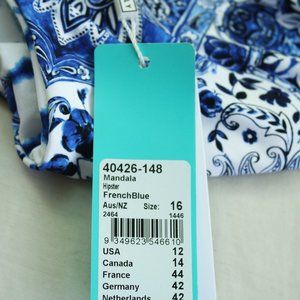 40426-148
Mandala
Hipster
FrenchBlue
Aus/NZ Size: 16
2464 1446
9 349623 546610
USA 12
Canada 14
France 44
Germany 42
Netherlands 42